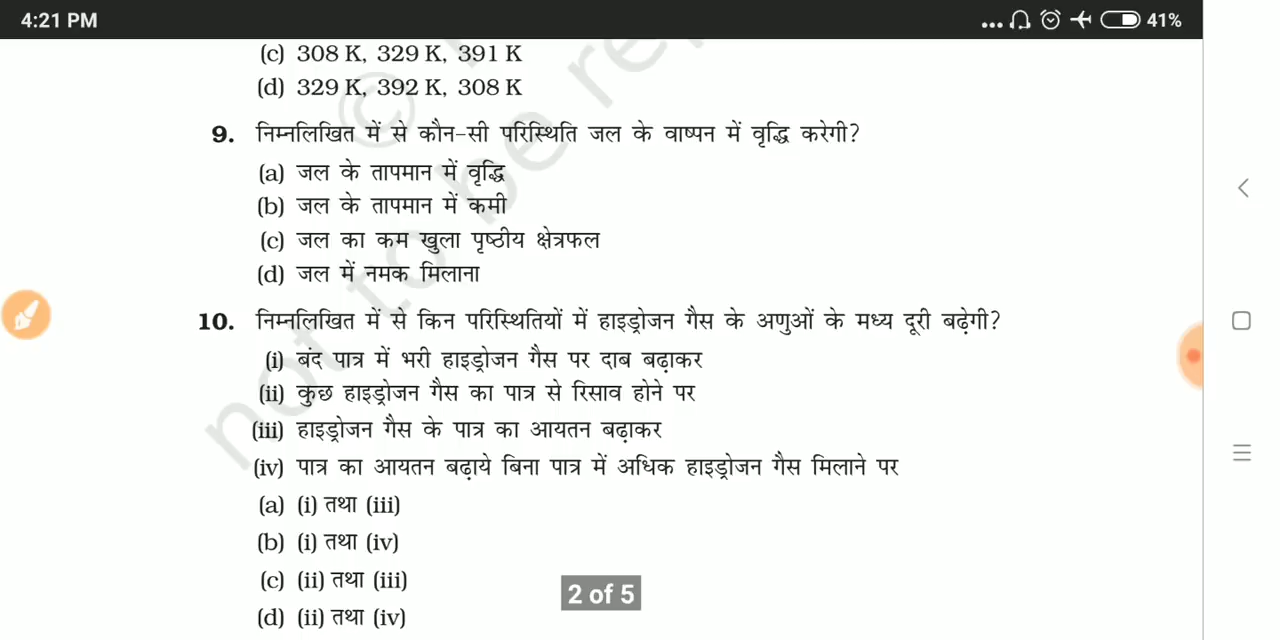 4:21 PM
41%
(c) 308 K, 329 K, 391 K
(d) 329 K, 392 K, 308 K
9. निम्नलिखित में से कौन-सी परिस्थिति जल के वाष्पन में वृद्धि करेगी?
(a) जल के तापमान में वृद्धि
(b) जल के तापमान में कमी
(c) जल का कम खुला पृष्ठीय क्षेत्रफल
(d) जल में नमक मिलाना
10. निम्नलिखित में से किन परिस्थितियों में हाइड्रोजन गैस के अणुओं के मध्य दूरी बढ़ेगी?
(i) बंद पात्र में भरी हाइड्रोजन गैस पर दाब बढ़ाकर
(ii) कुछ हाइड्रोजन गैस का पात्र से रिसाव होने पर
(iii) हाइड्रोजन गैस के पात्र का आयतन बढ़ाकर
(iv) पात्र का आयतन बढ़ाये बिना पात्र में अधिक हाइड्रोजन गैस मिलाने पर
(a) (i) तथा (iii)
(b) (i) तथा (iv)
(c) (ii) तथा (iii)
(d) (ii) तथा (iv)
2 of 5
not to be